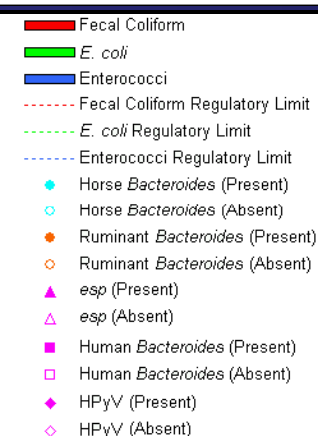 Fecal Coliform
E. coli
Enterococci
Fecal Coliform Regulatory Limit
E. coli Regulatory Limit
Enterococci Regulatory Limit
Horse Bacteroides (Present)
Horse Bacteroides (Absent)
Ruminant Bacteroides (Present)
Ruminant Bacteroides (Absent)
esp (Present)
esp (Absent)
Human Bacteroides (Present)
Human Bacteroides (Absent)
HPyV (Present)
HPyV (Absent)